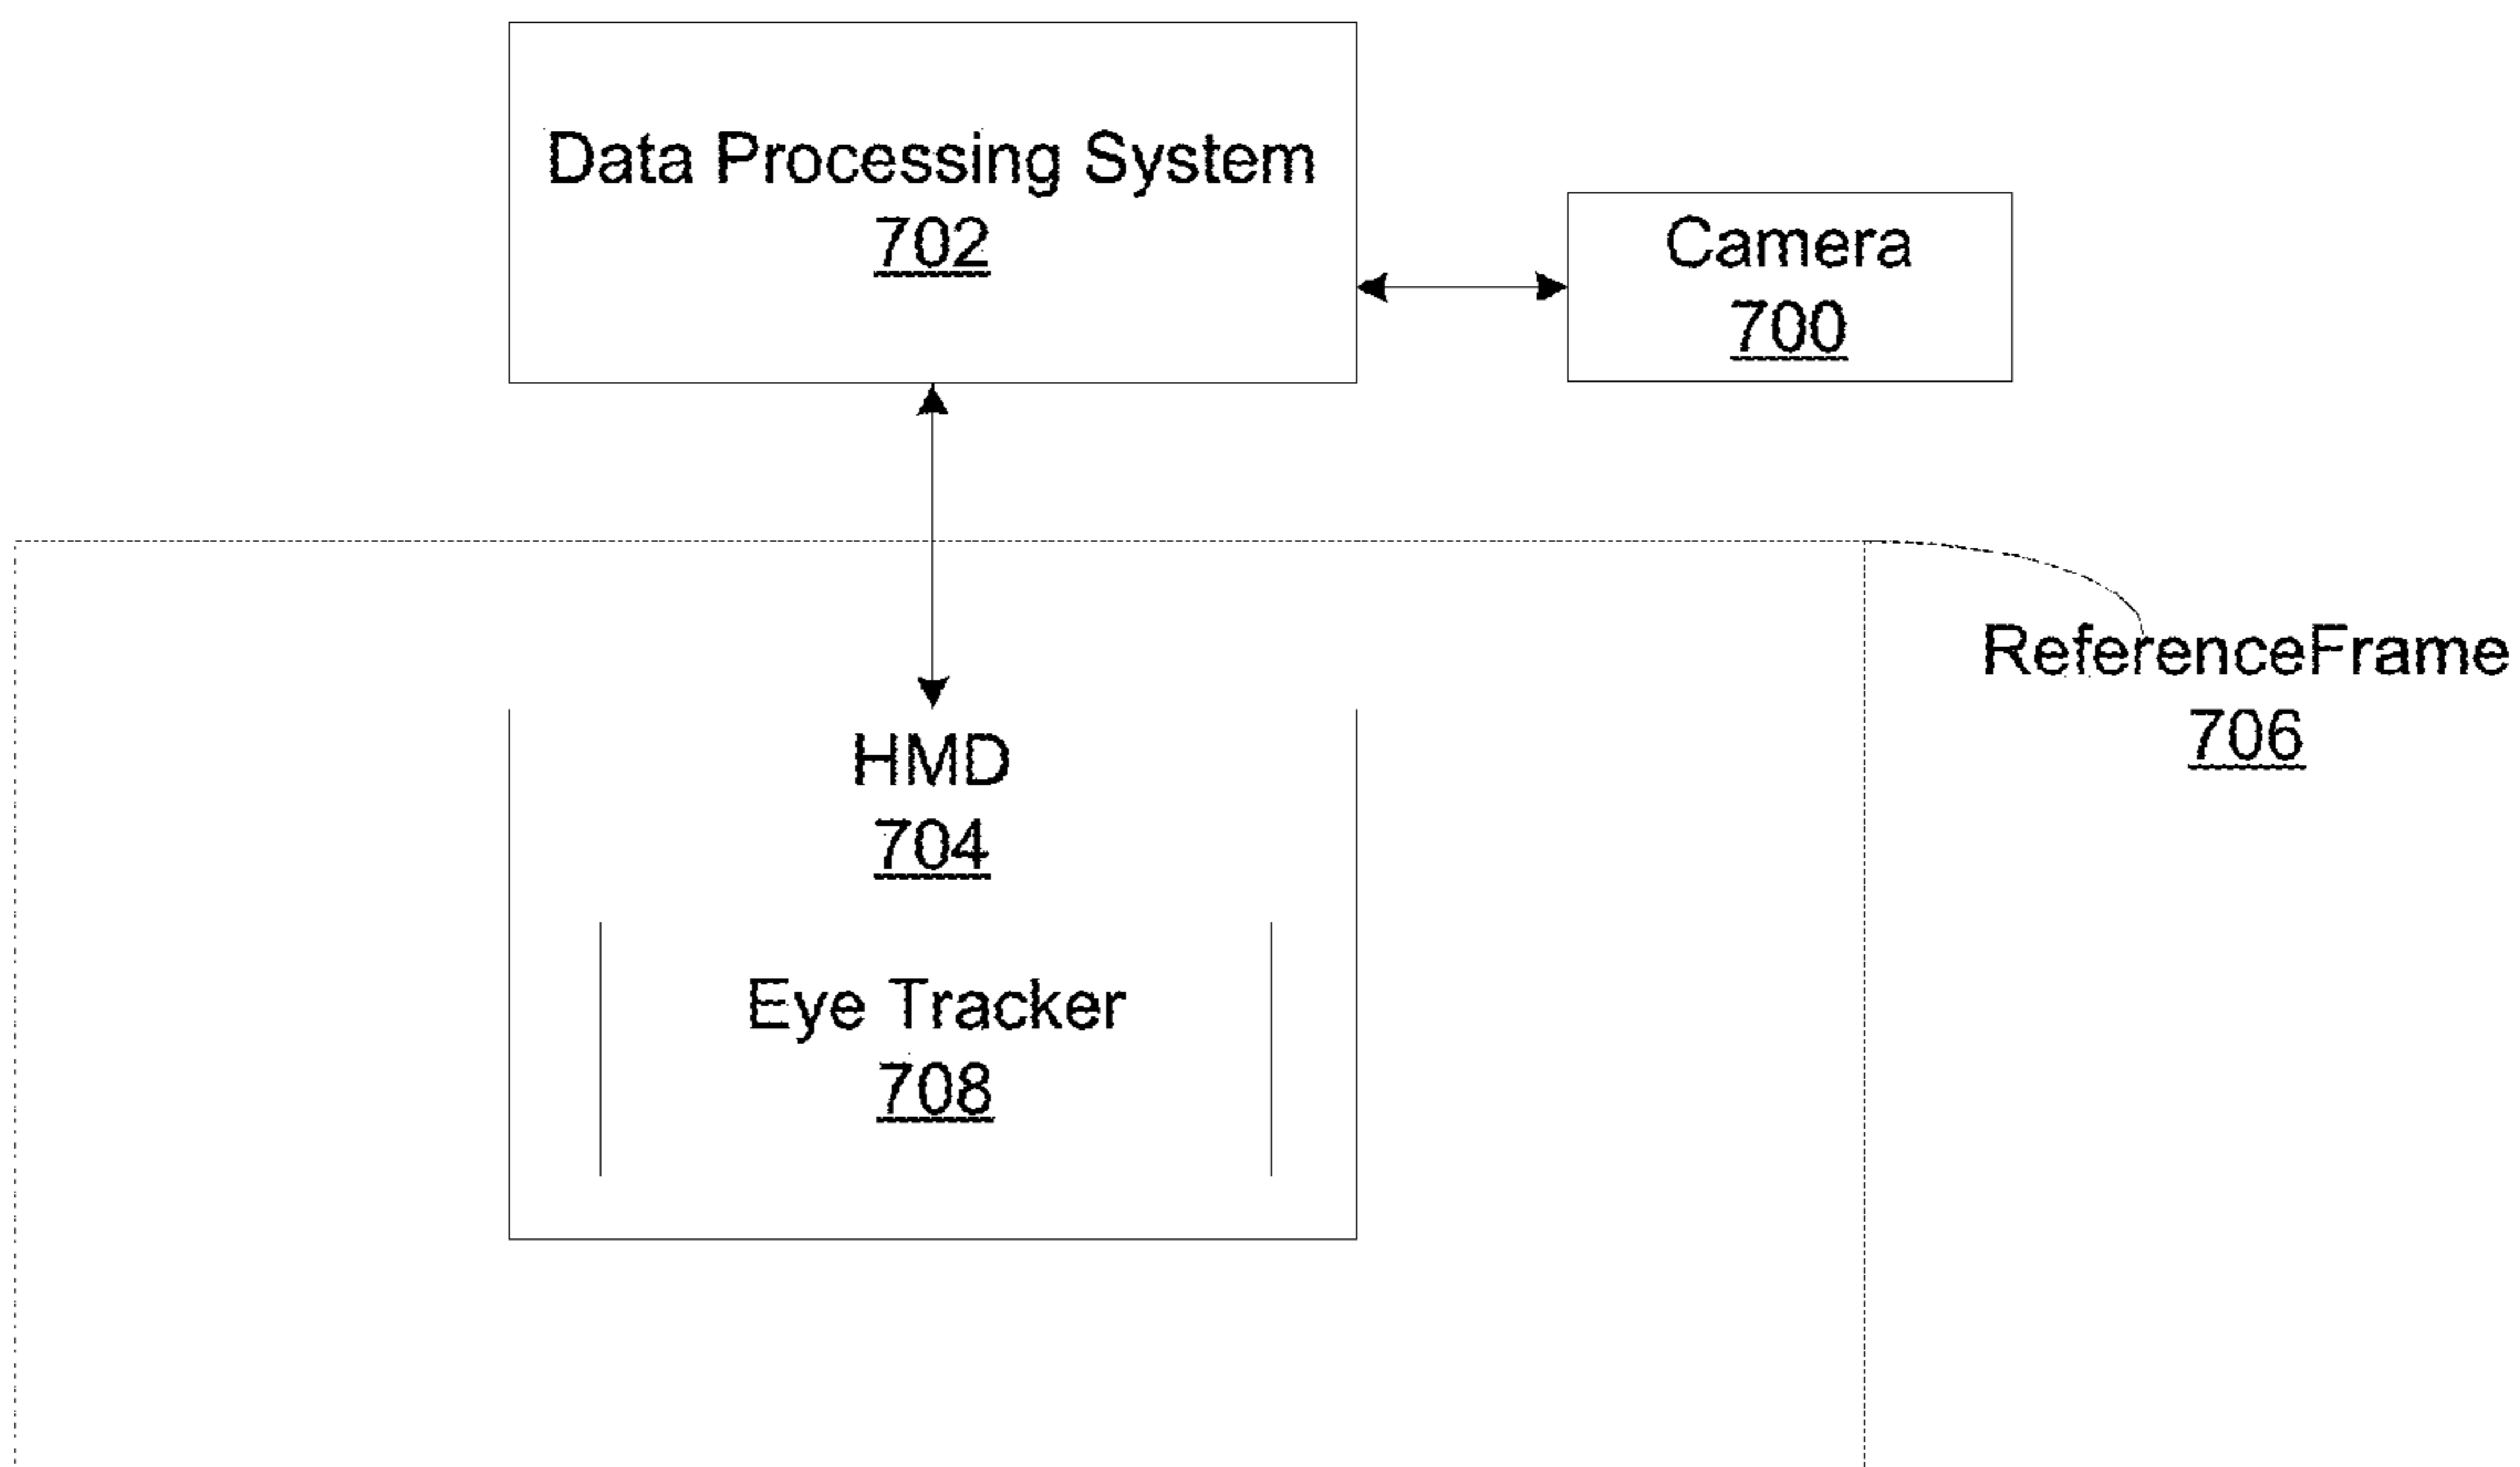 Data Processing System
702
Camera
700
ReferenceFrame
706
HMD
704
Eye Tracker
708